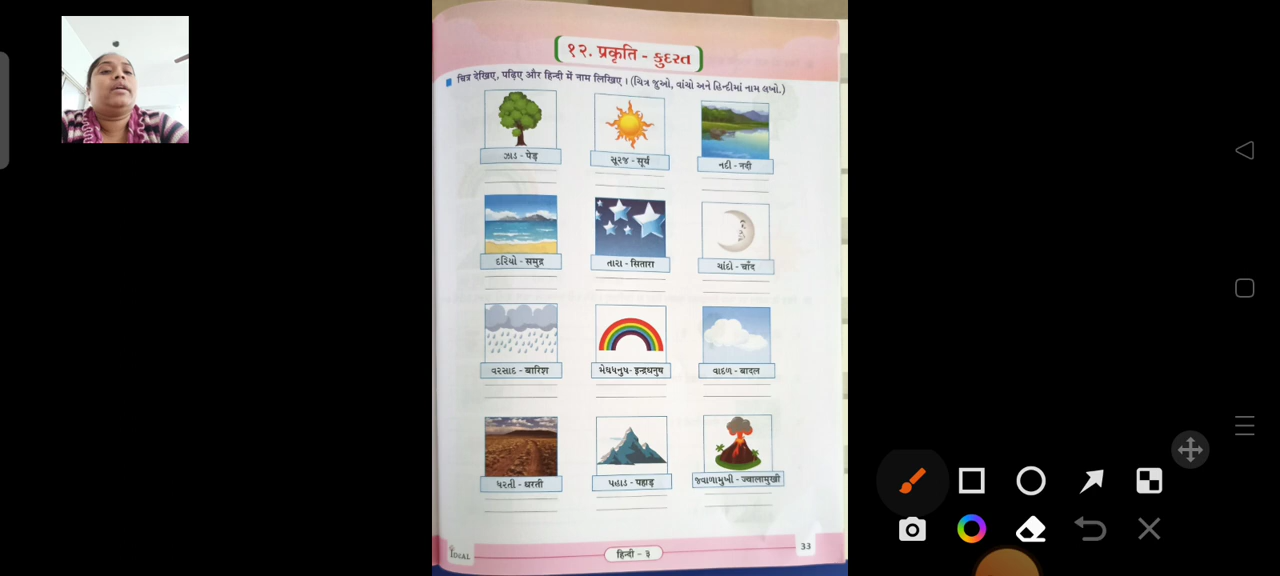 १२. प्रकृति - કુદરત
चित्र देखिए, पढ़िए और हिन्दी में नाम लिखिए । (ચિત્ર જુઓ, વાંચો અને હિન્દીમાં નામ લખો.)
ઝાડ - पेड़
સૂરજ - सूर्य
નદી - नदी
દરિયો - समुद्र
તારા - सितारा
ચાંદો - चाँद
વરસાદ - बारिश
મેઘધનુષ - इन्द्रधनुष
વાદળ - बादल
ધરતી - धरती
પહાડ - पहाड़
જ્વાળામુખી - ज्वालामुखी
IDEAL
हिन्दी - ३
33